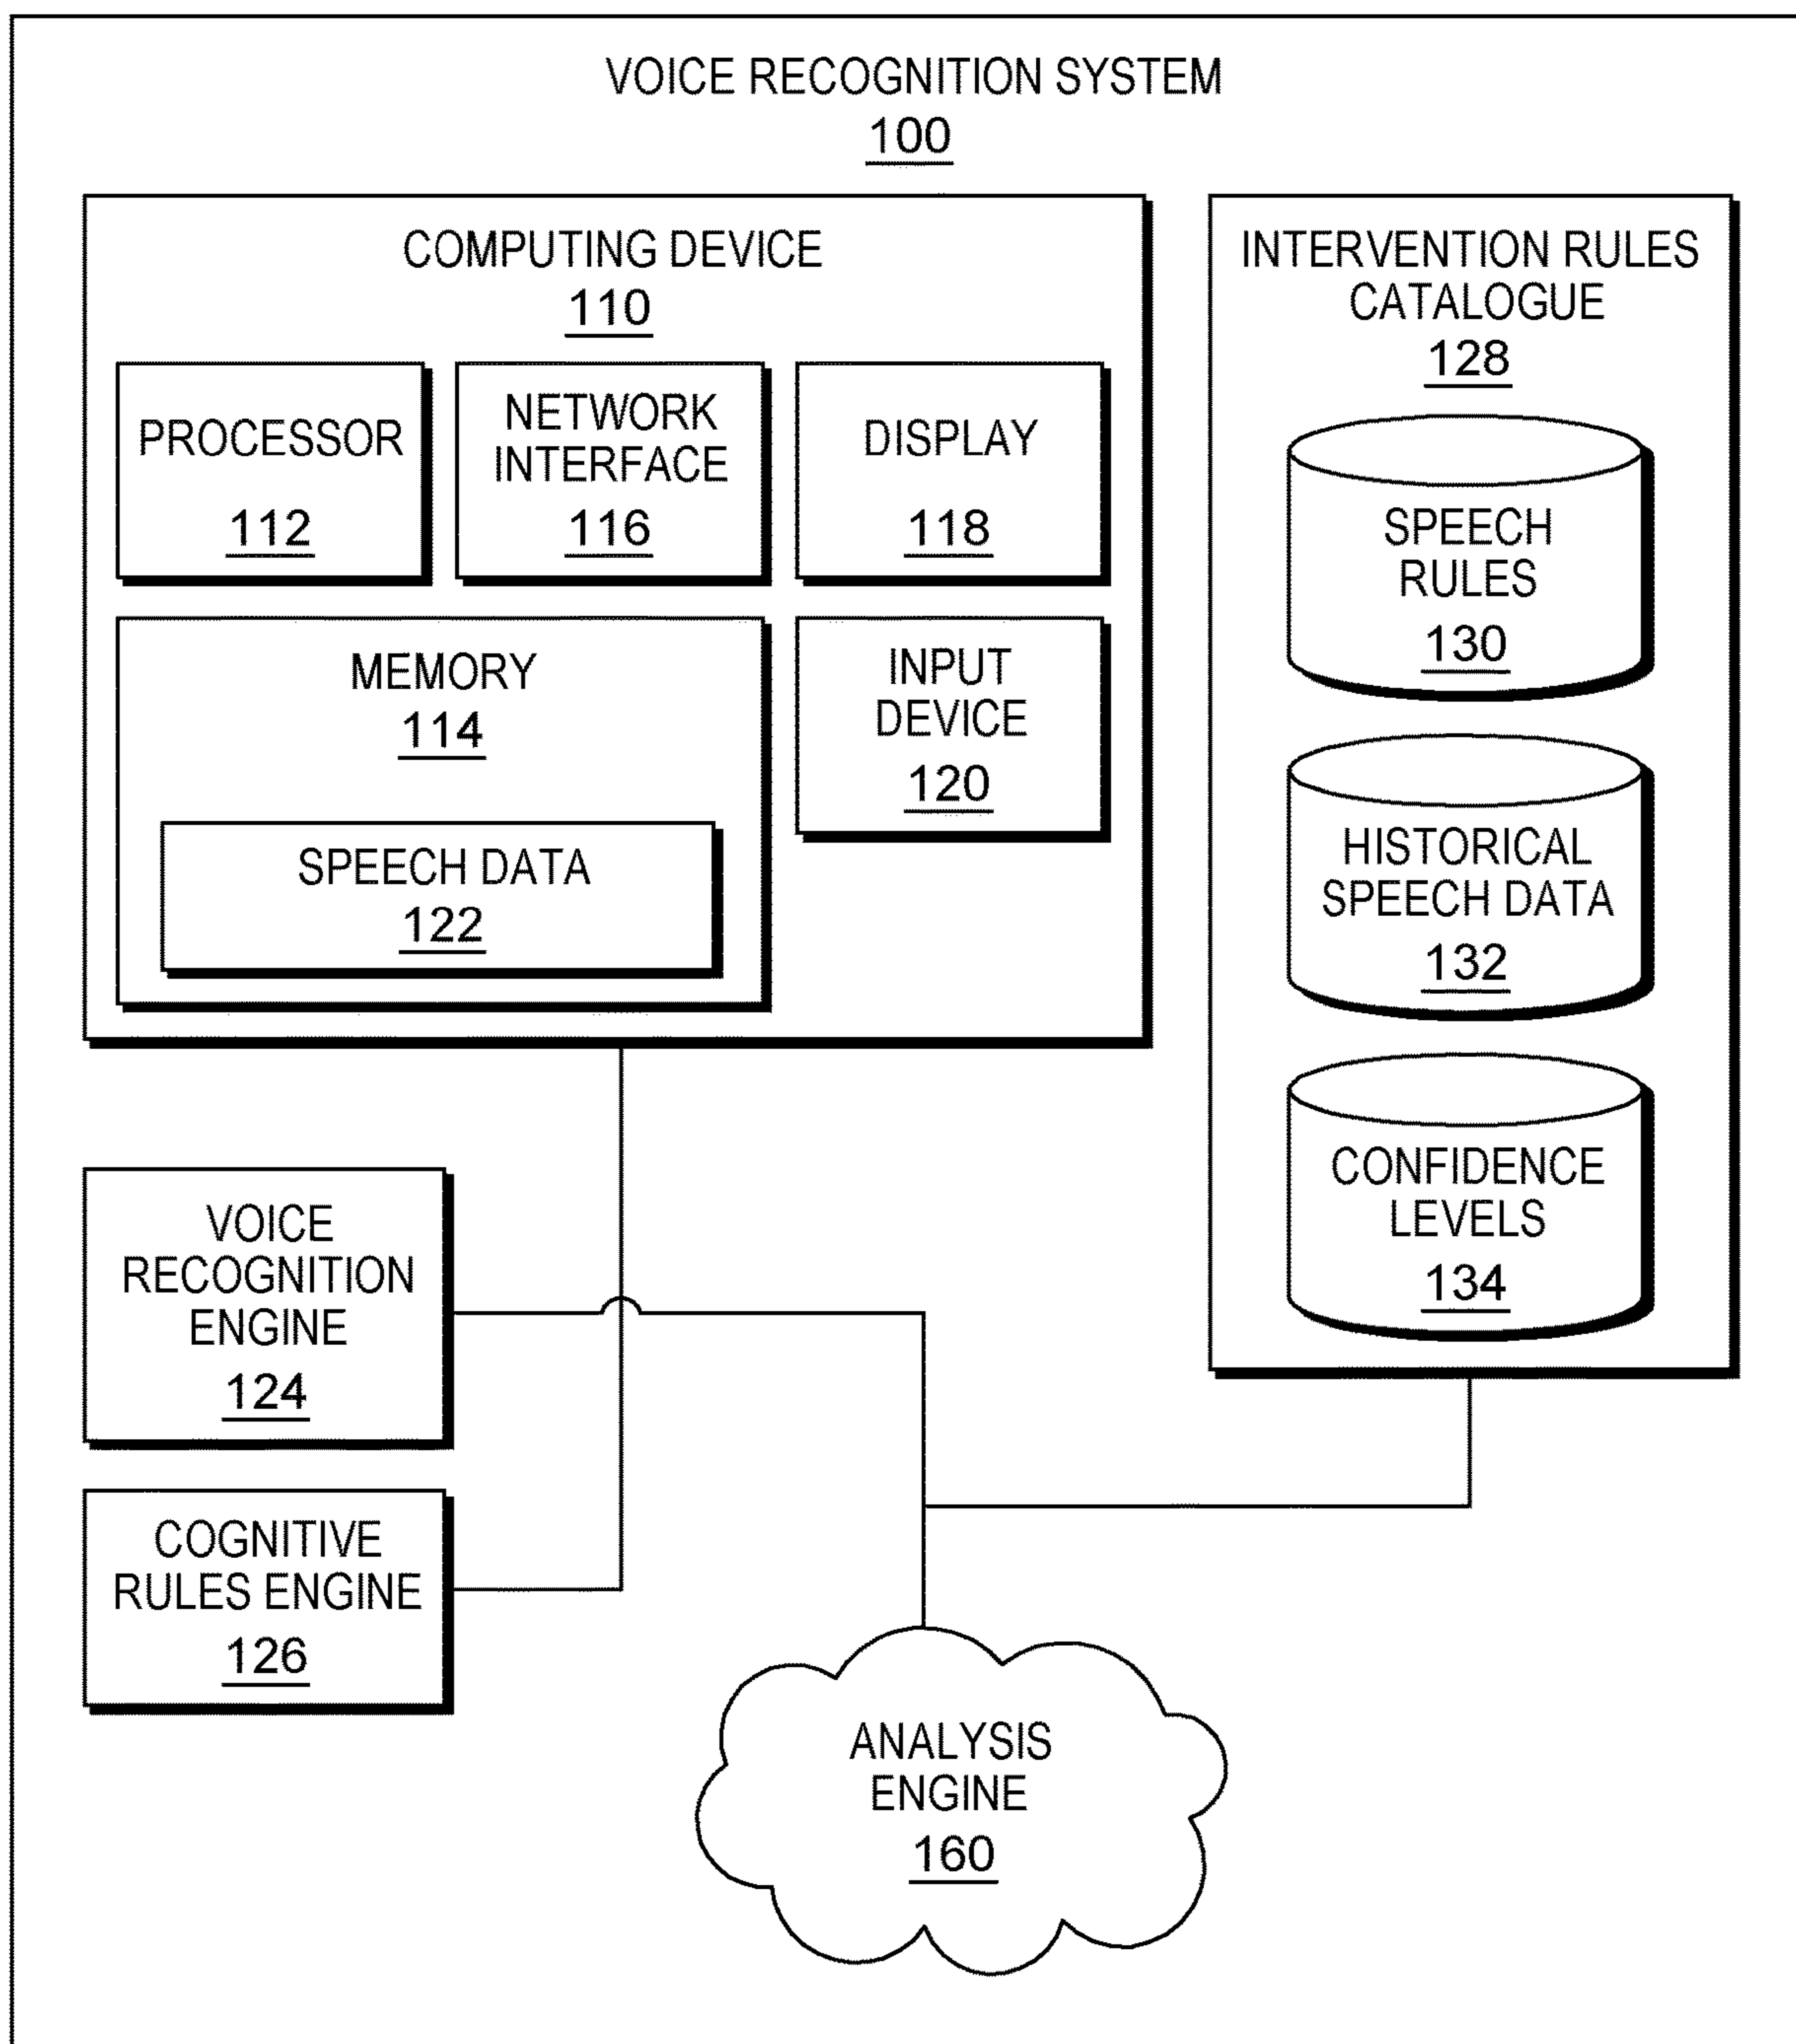 VOICE RECOGNITION SYSTEM
100
COMPUTING DEVICE
110
PROCESSOR
112
NETWORK
INTERFACE
116
DISPLAY
118
MEMORY
114
SPEECH DATA
122
INPUT
DEVICE
120
INTERVENTION RULES
CATALOGUE
128
SPEECH
RULES
130
HISTORICAL
SPEECH DATA
132
CONFIDENCE
LEVELS
134
VOICE
RECOGNITION
ENGINE
124
COGNITIVE
RULES ENGINE
126
ANALYSIS
ENGINE
160